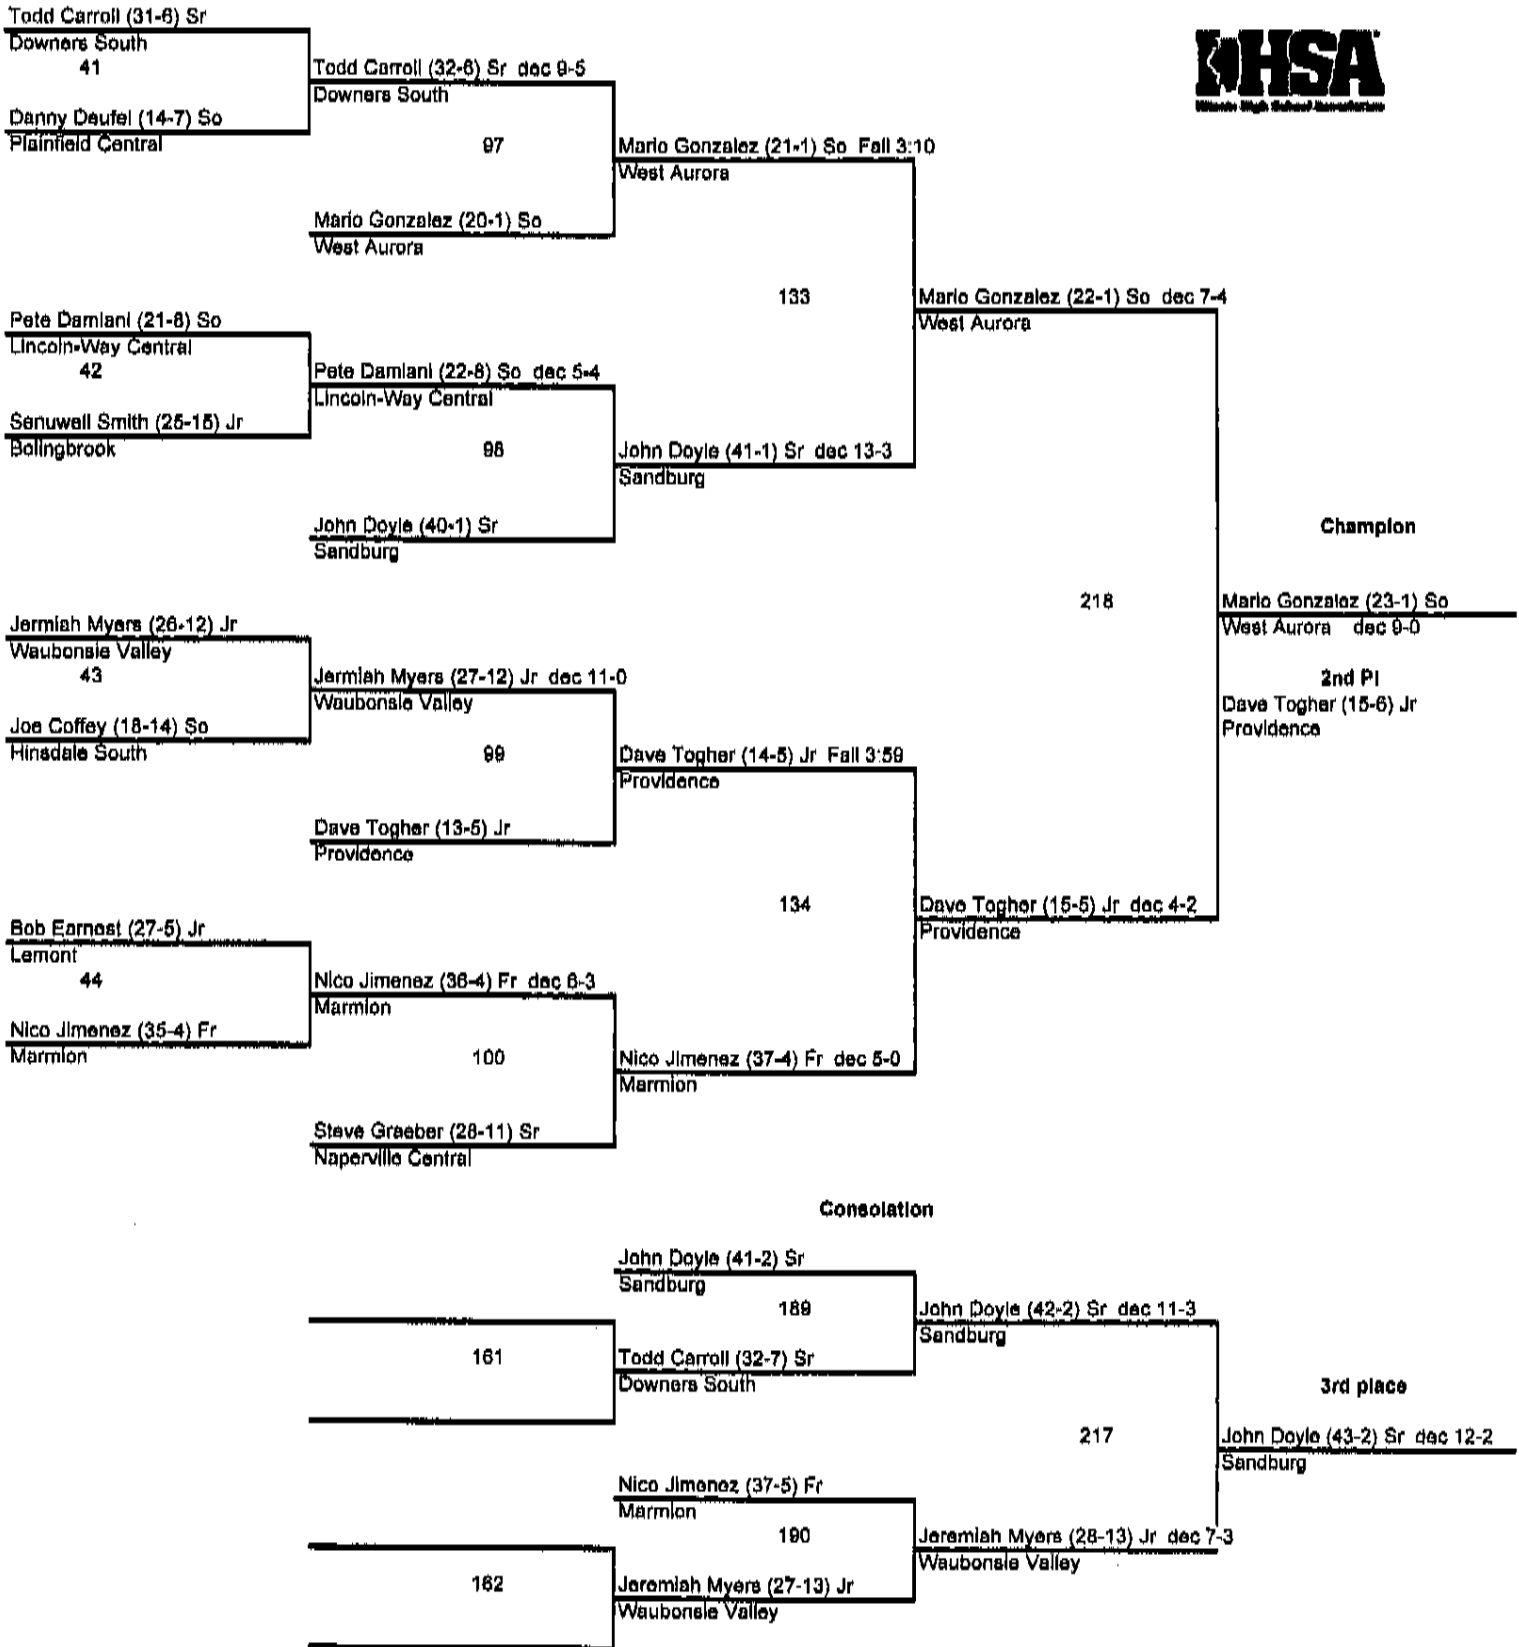 Todd Carroll (31-6) Sr
Downers South
41
Danny Deufel (14-7) So
Plainfield Central
Todd Carroll (32-6) Sr dec 9-5
Downers South
97
Mario Gonzalez (20-1) So
West Aurora
Mario Gonzalez (21-1) So Fall 3:10
West Aurora
IHSA
Illinois High School Association
Pete Damiani (21-8) So
Lincoln-Way Central
42
Senuwell Smith (25-15) Jr
Bolingbrook
Pete Damiani (22-8) So dec 5-4
Lincoln-Way Central
98
John Doyle (40-1) Sr
Sandburg
John Doyle (41-1) Sr dec 13-3
Sandburg
133
Mario Gonzalez (22-1) So dec 7-4
West Aurora
Jermiah Myers (26-12) Jr
Waubonsie Valley
43
Joe Coffey (18-14) So
Hinsdale South
Jermiah Myers (27-12) Jr dec 11-0
Waubonsie Valley
99
Dave Togher (13-5) Jr
Providence
Dave Togher (14-5) Jr Fall 3:59
Providence
Bob Earnest (27-5) Jr
Lemont
44
Nico Jimenez (35-4) Fr
Marmion
Nico Jimenez (36-4) Fr dec 6-3
Marmion
100
Steve Graeber (28-11) Sr
Naperville Central
Nico Jimenez (37-4) Fr dec 5-0
Marmion
134
Dave Togher (15-5) Jr dec 4-2
Providence
218
Champion
Mario Gonzalez (23-1) So
West Aurora dec 9-0
2nd Pl
Dave Togher (15-6) Jr
Providence
Consolation
161
John Doyle (41-2) Sr
Sandburg
189
Todd Carroll (32-7) Sr
Downers South
John Doyle (42-2) Sr dec 11-3
Sandburg
162
Nico Jimenez (37-5) Fr
Marmion
190
Jeremiah Myers (27-13) Jr
Waubonsie Valley
Jeremiah Myers (28-13) Jr dec 7-3
Waubonsie Valley
217
3rd place
John Doyle (43-2) Sr dec 12-2
Sandburg